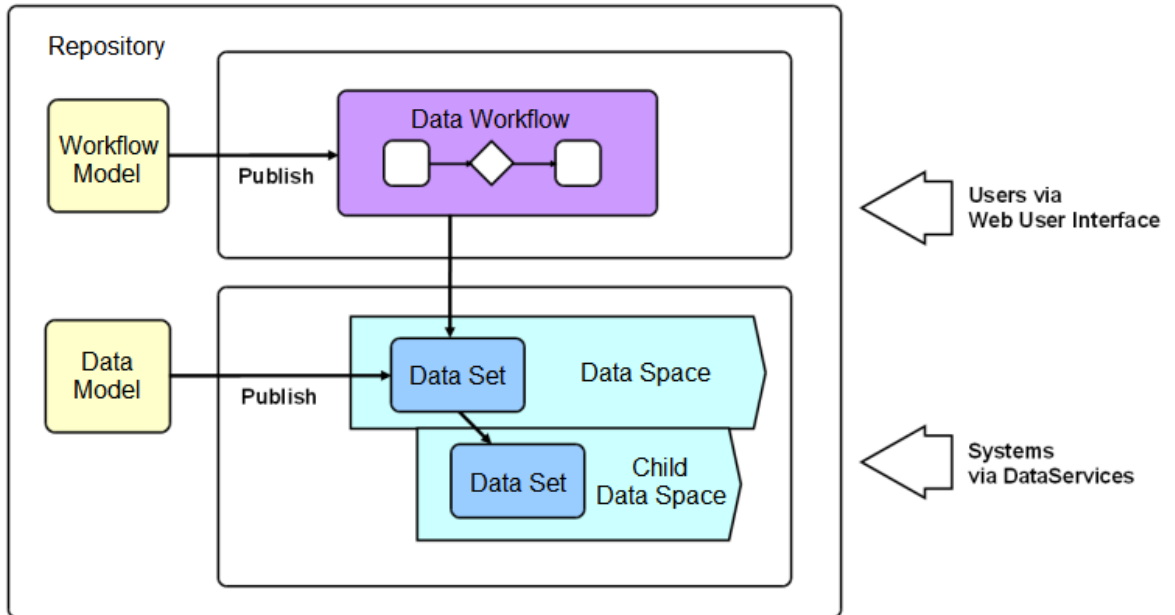 Repository
Workflow
Model
Publish
Data Workflow
Users via
Web User Interface
Data
Model
Publish
Data Set
Data Space
Data Set
Child
Data Space
Systems
via DataServices